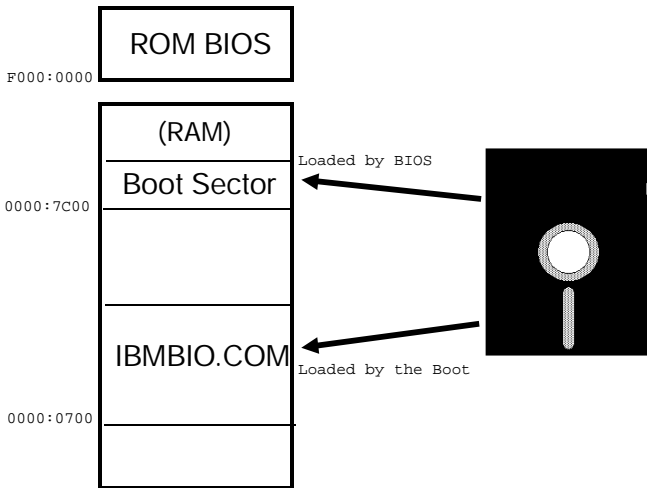 ROM BIOS
F000:0000
(RAM)
Loaded by BIOS
Boot Sector
0000:7C00
IBMBIO.COM
Loaded by the Boot
0000:0700